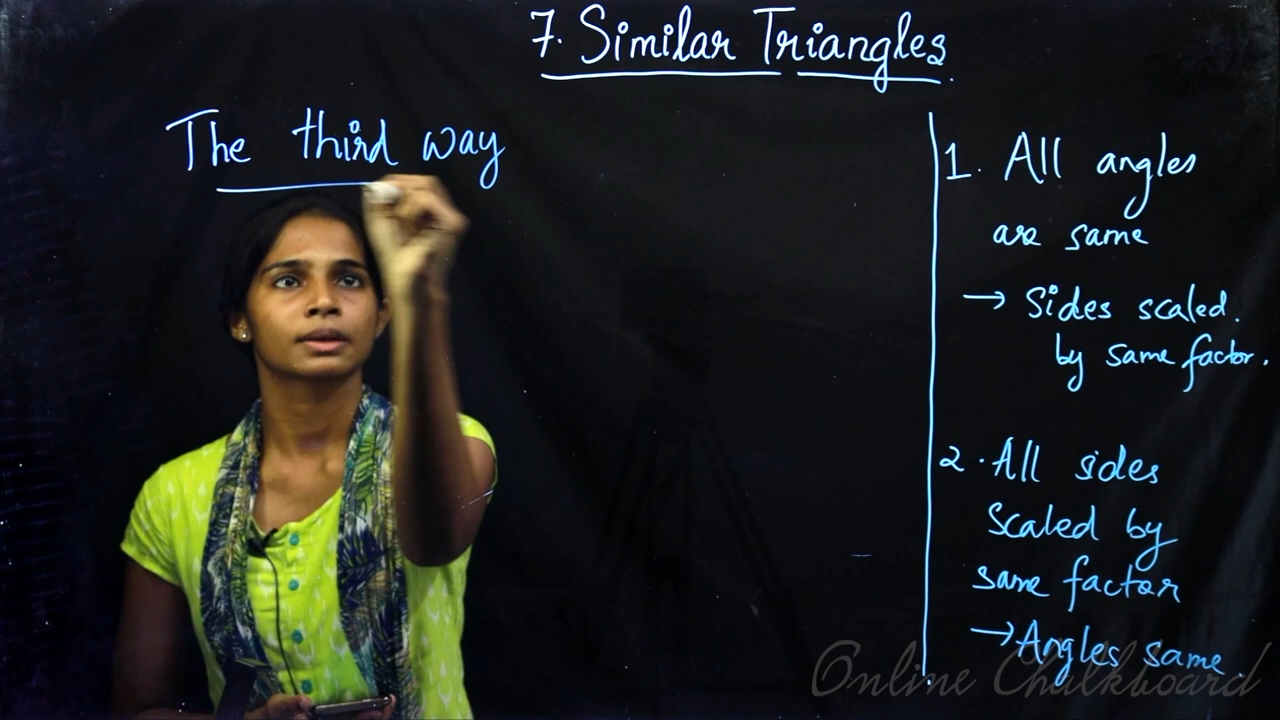 7. Similar Triangles
The third way
1. All angles
are same
→ Sides scaled.
by same factor.
2. All sides
Scaled by
same factor
→ Angles same.
Online Chalkboard